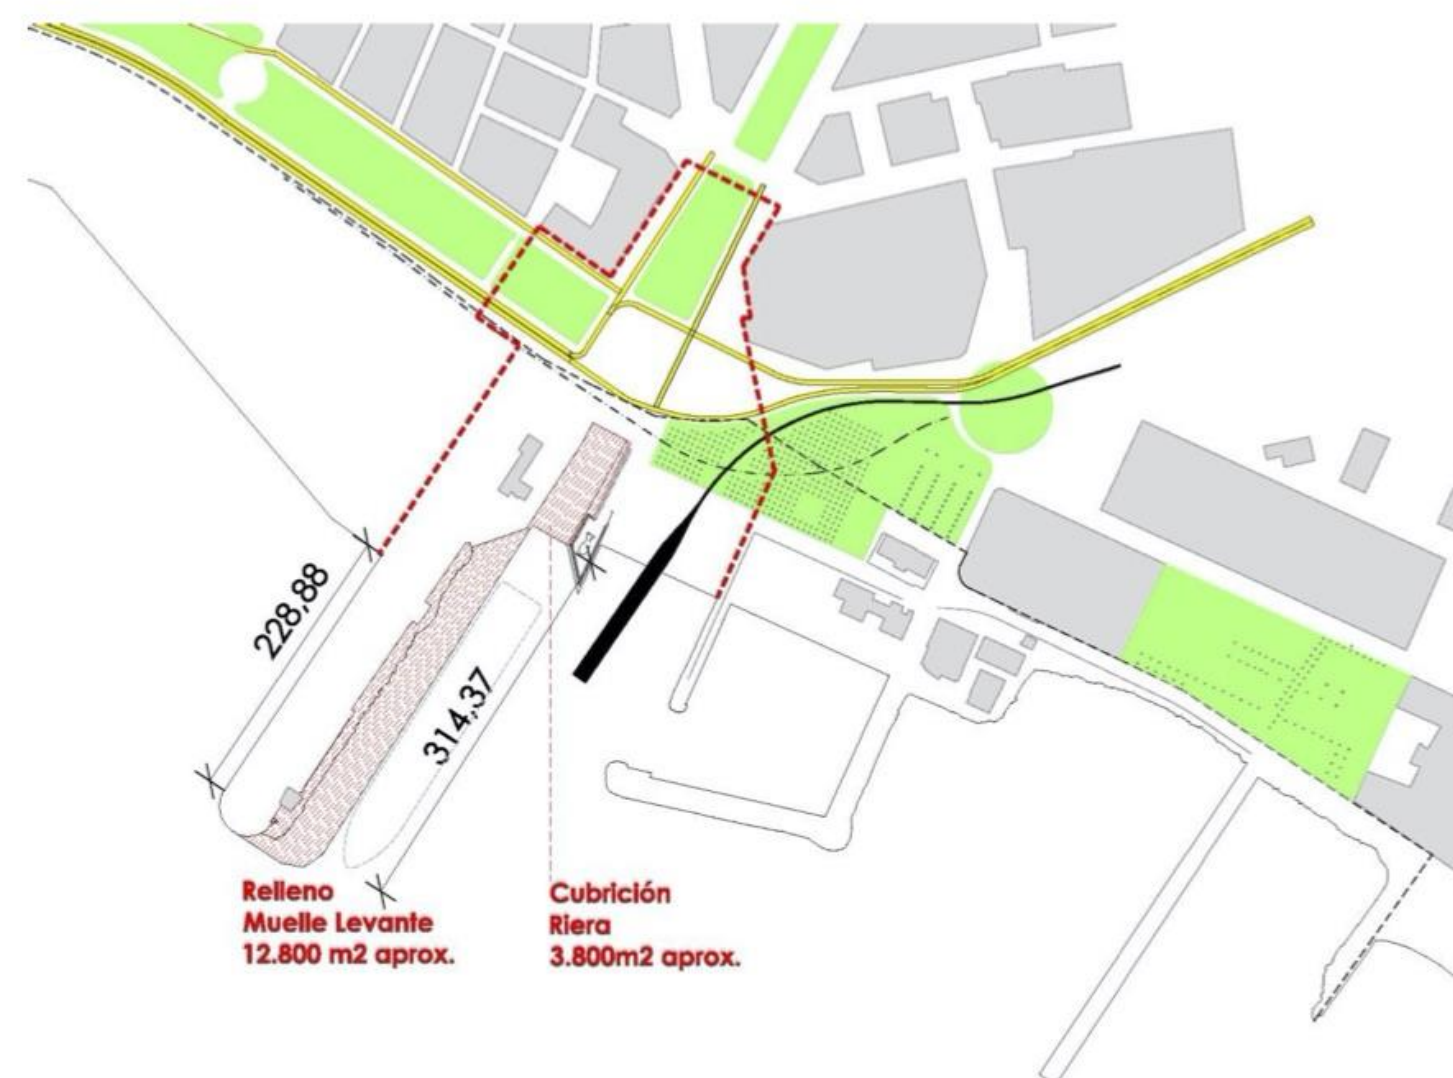 228,88
314,37
Relleno
Muelle Levante
12.800 m2 aprox.
Cubrición
Riera
3.800m2 aprox.